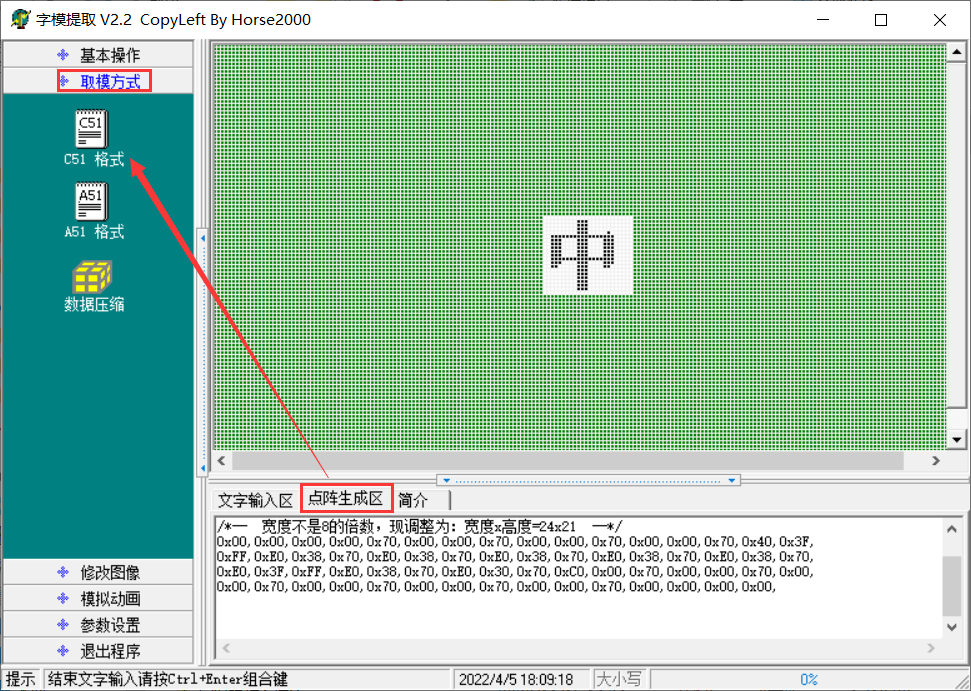 字模提取 V2.2 CopyLeft By Horse2000
基本操作
取模方式
C51
C51 格式
A51
A51 格式
数据压缩
修改图像
模拟动画
参数设置
退出程序
中
文字输入区 点阵生成区 简介
/*一 宽度不是8的倍数，现调整为：宽度x高度=24x21 一*/
0x00,0x00,0x00,0x00,0x70,0x00,0x00,0x70,0x00,0x00,0x70,0x00,0x00,0x70,0x40,0x3F,
0xFF,0xE0,0x38,0x70,0xE0,0x38,0x70,0xE0,0x38,0x70,0xE0,0x38,0x70,0xE0,0x38,0x70,
0xE0,0x3F,0xFF,0xE0,0x38,0x70,0xE0,0x30,0x70,0xC0,0x00,0x70,0x00,0x00,0x70,0x00,
0x00,0x70,0x00,0x00,0x70,0x00,0x00,0x70,0x00,0x00,0x70,0x00,0x00,0x00,0x00,
提示 结束文字输入请按Ctrl+Enter组合键 2022/4/5 18:09:18 大小写 0%